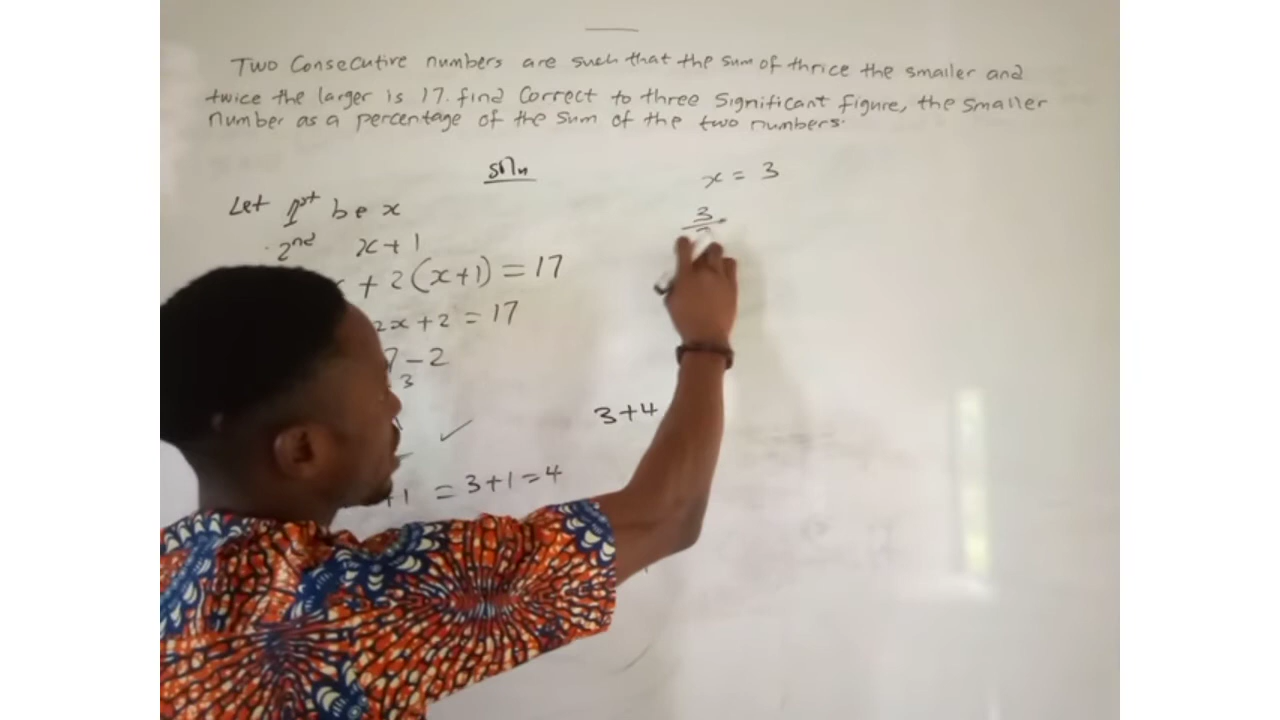 Two Consecutive numbers are such that the sum of thrice the smaller and
twice the larger is 17. find Correct to three Significant figure, the smaller
number as a percentage of the sum of the two numbers.
soln
Let 1st be x
2nd x + 1
+ 2(x+1) = 17
2x + 2 = 17
7 - 2
3
+1 = 3+1 = 4
x = 3
3
3+4